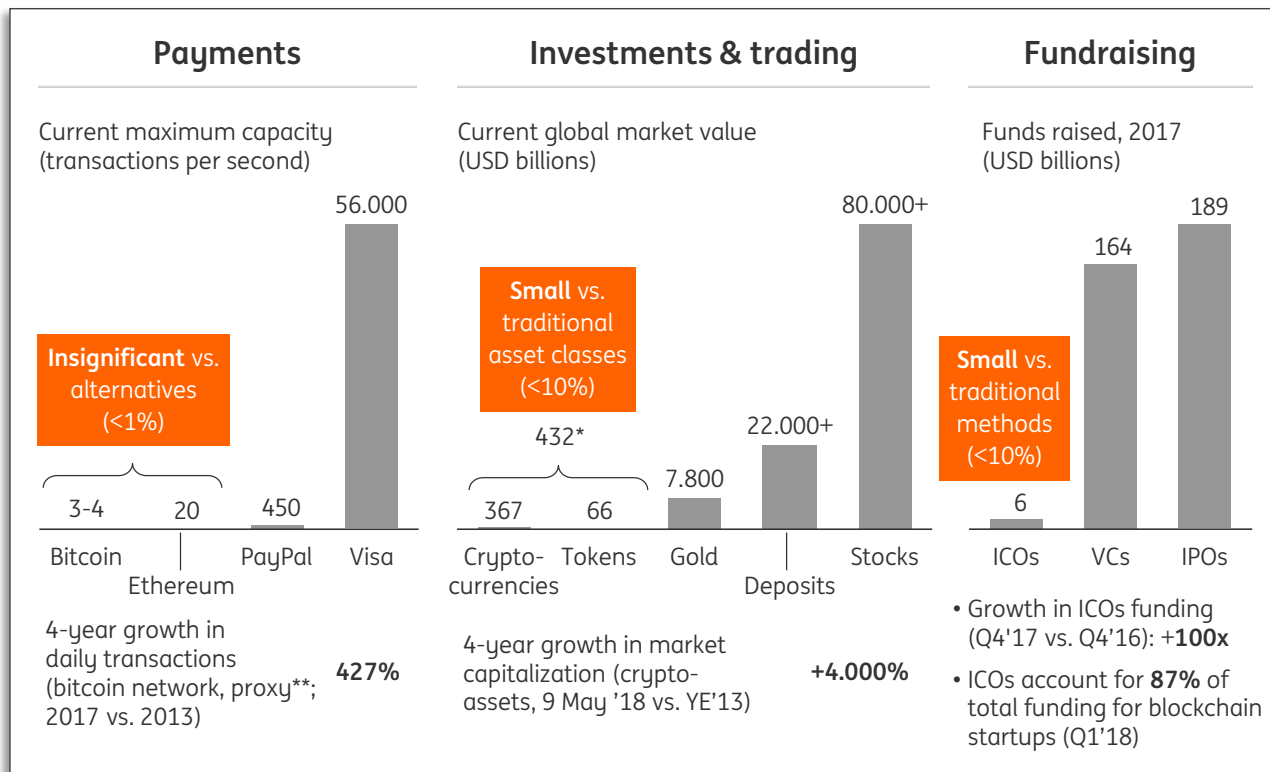 Payments
Current maximum capacity
(transactions per second)
56.000
Insignificant vs.
alternatives
(<1%)
3-4
20
450
Bitcoin
Ethereum
PayPal
Visa
4-year growth in
daily transactions
(bitcoin network, proxy**;
2017 vs. 2013)
427%
Investments & trading
Current global market value
(USD billions)
80.000+
Small vs.
traditional
asset classes
(<10%)
432*
22.000+
7.800
367
66
Crypto-
currencies
Tokens
Gold
Deposits
Stocks
4-year growth in market
capitalization (crypto-
assets, 9 May '18 vs. YE'13)
+4.000%
Fundraising
Funds raised, 2017
(USD billions)
189
164
Small vs.
traditional
methods
(<10%)
6
ICOs
VCs
IPOs
• Growth in ICOs funding
(Q4'17 vs. Q4’16): +100x
• ICOs account for 87% of
total funding for blockchain
startups (Q1’18)